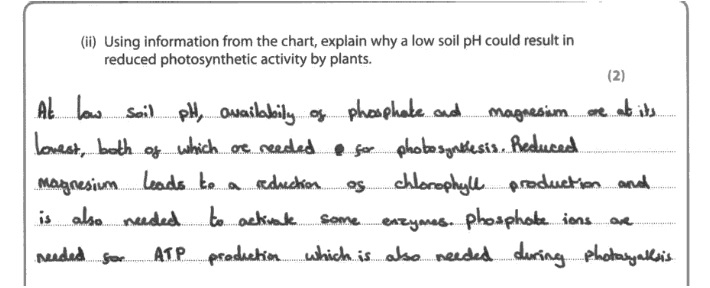 (ii) Using information from the chart, explain why a low soil pH could result in
reduced photosynthetic activity by plants.
(2)
At low soil pH, availabily of phosphate and magnesium are at its
lowest, both of which are needed for photosynthesis. Reduced
magnesium leads to a reduction of chlorophyll production and
is also needed to activate some enzymes. phosphate ions are
needed for ATP production which is also needed during photosynthesis